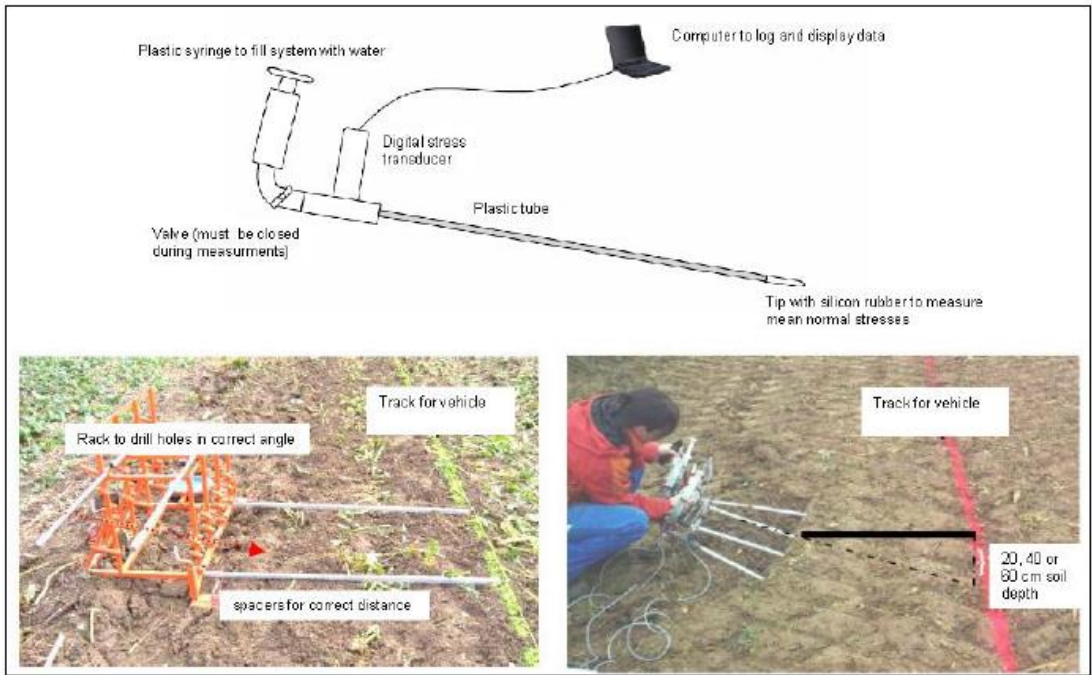 Plastic syringe to fill system with water
Computer to log and display data
Digital stress
transducer
Plastic tube
Valve (must be closed
during measurments)
Tip with silicon rubber to measure
mean normal stresses
Track for vehicle
Rack to drill holes in correct angle
spacers for correct distance
Track for vehicle
20, 40 or
60 cm soil
depth